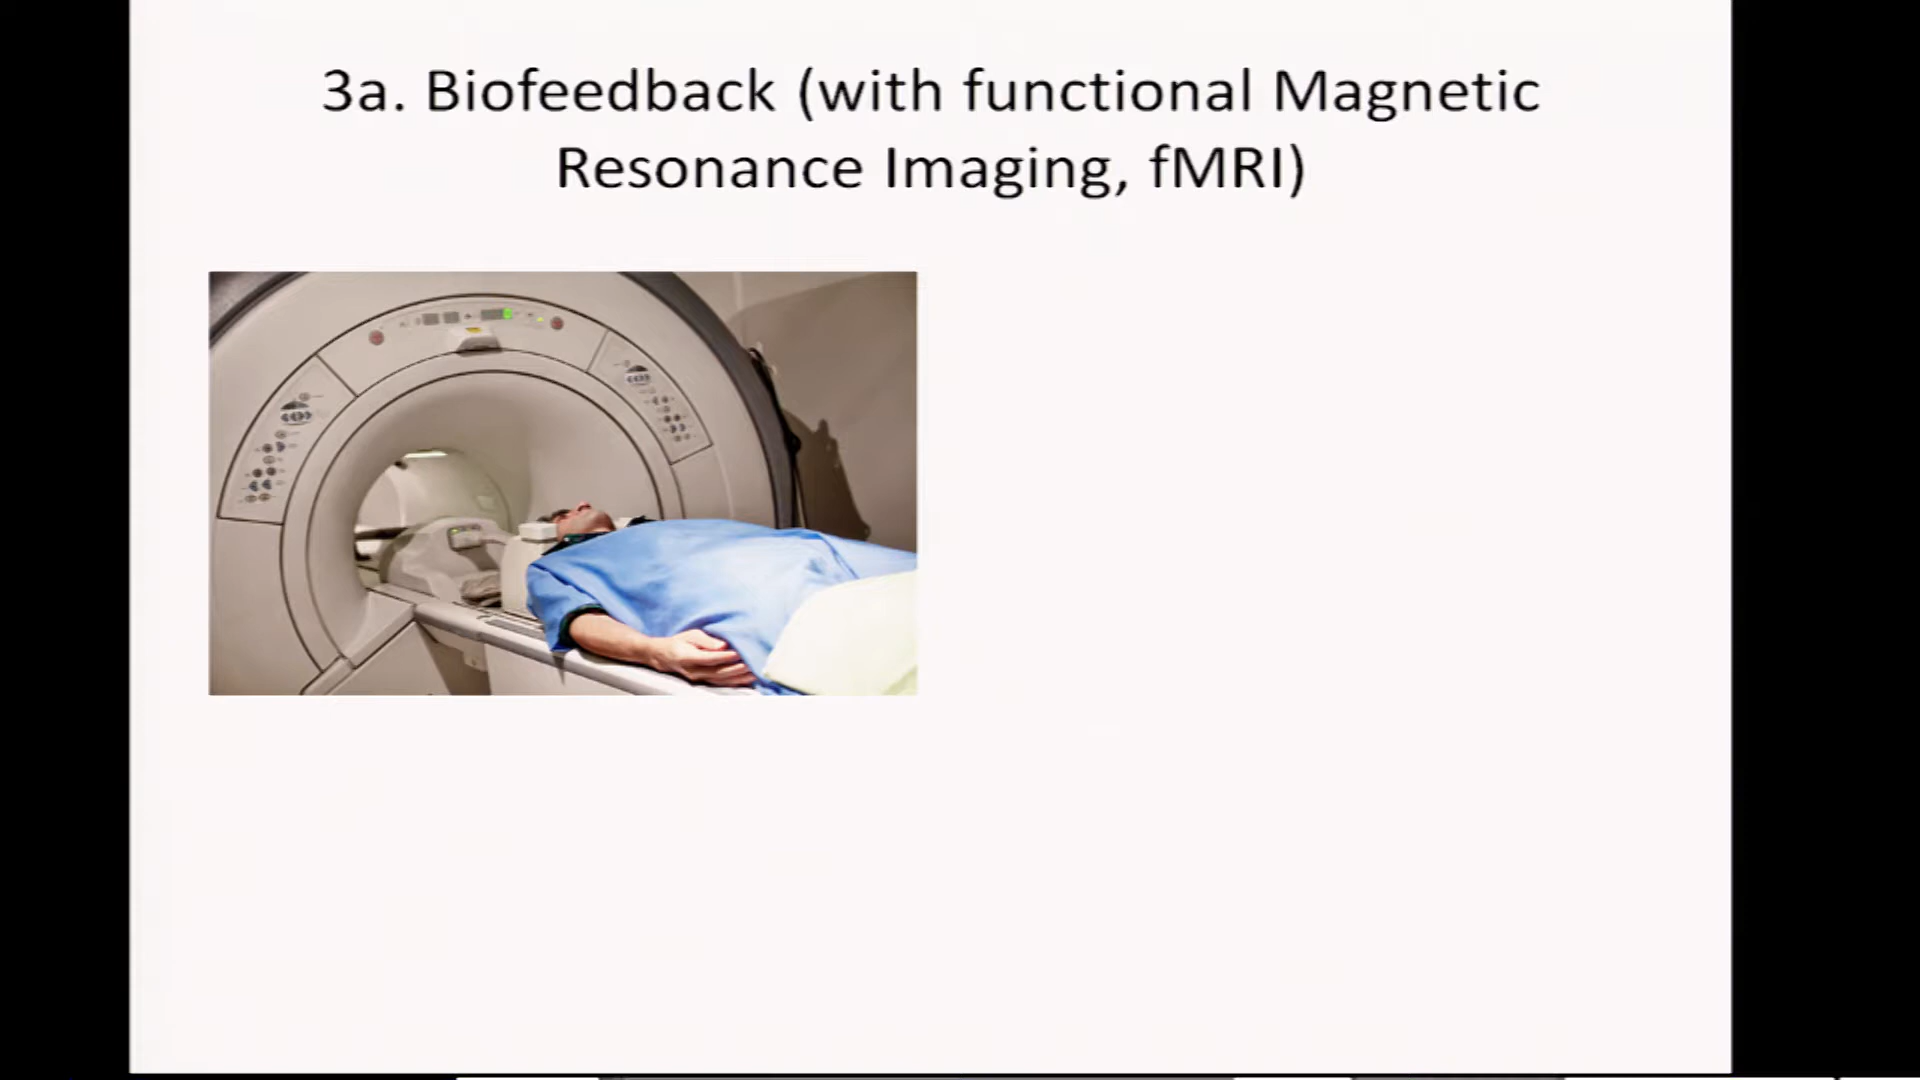 3a. Biofeedback (with functional Magnetic
Resonance Imaging, fMRI)